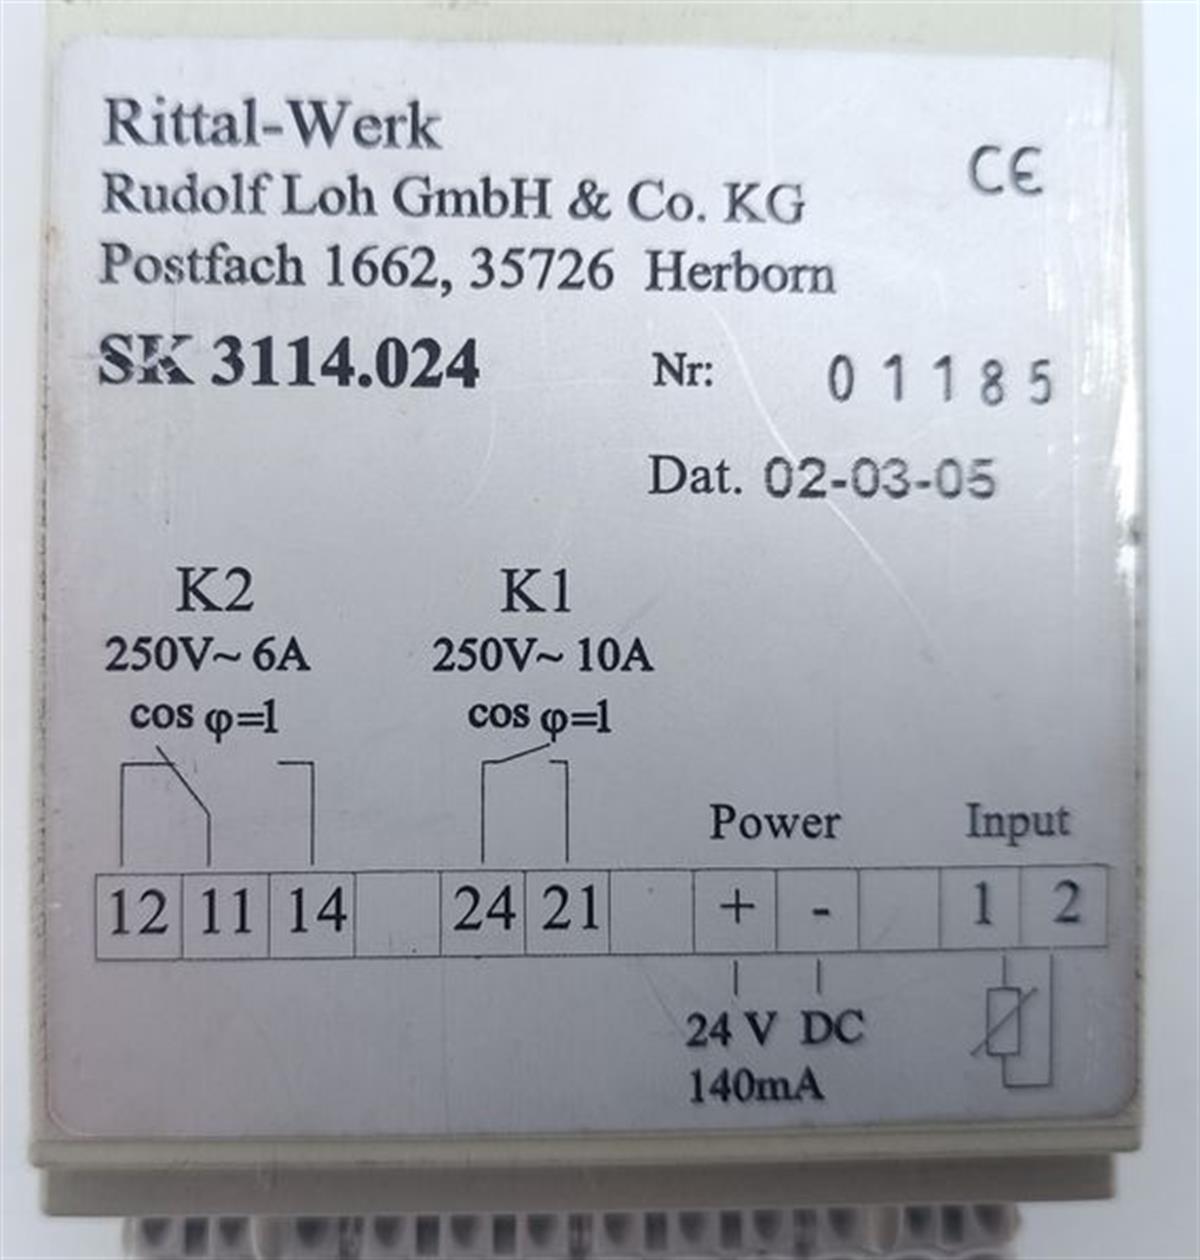 Rittal-Werk
Rudolf Loh GmbH & Co. KG
CE
Postfach 1662, 35726 Herborn
SK 3114.024 Nr: 01185
Dat. 02-03-05
K2 K1
250V~ 6A 250V~ 10A
cos φ=1 cos φ=1
Power Input
12 11 14 24 21 + - 1 2
24 V DC
140mA